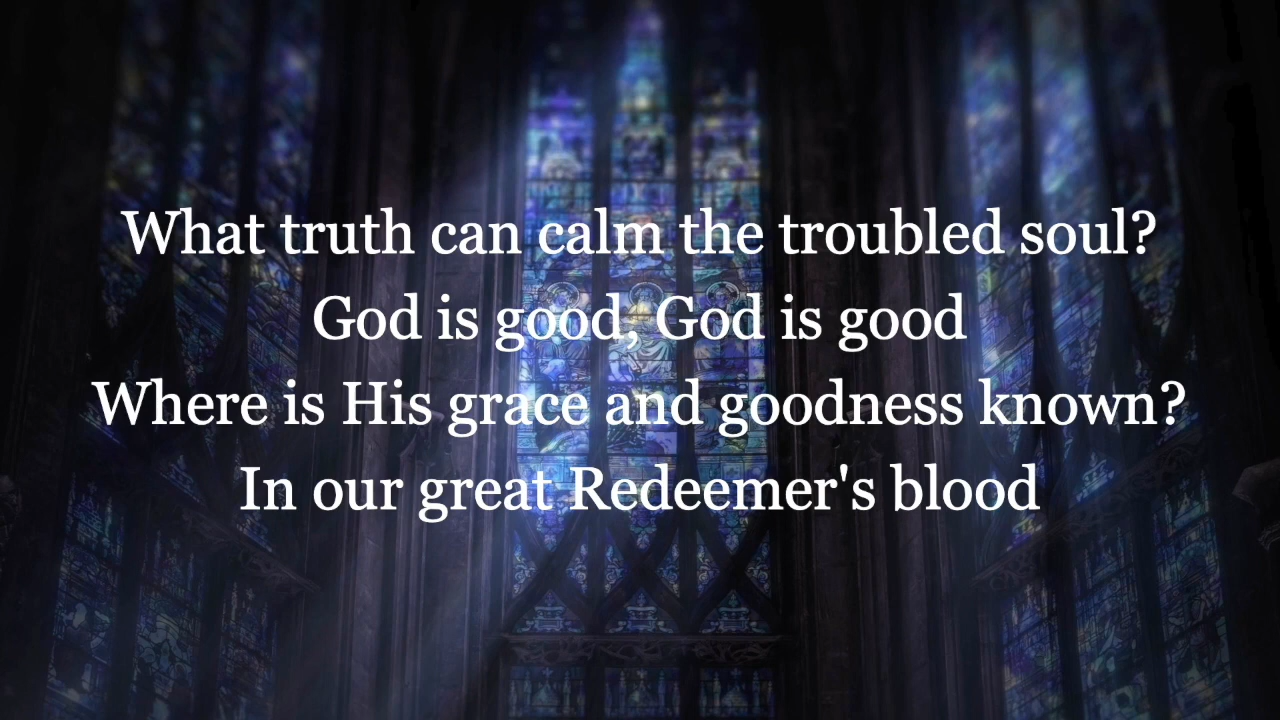 What truth can calm the troubled soul?
God is good, God is good
Where is His grace and goodness known?
In our great Redeemer's blood